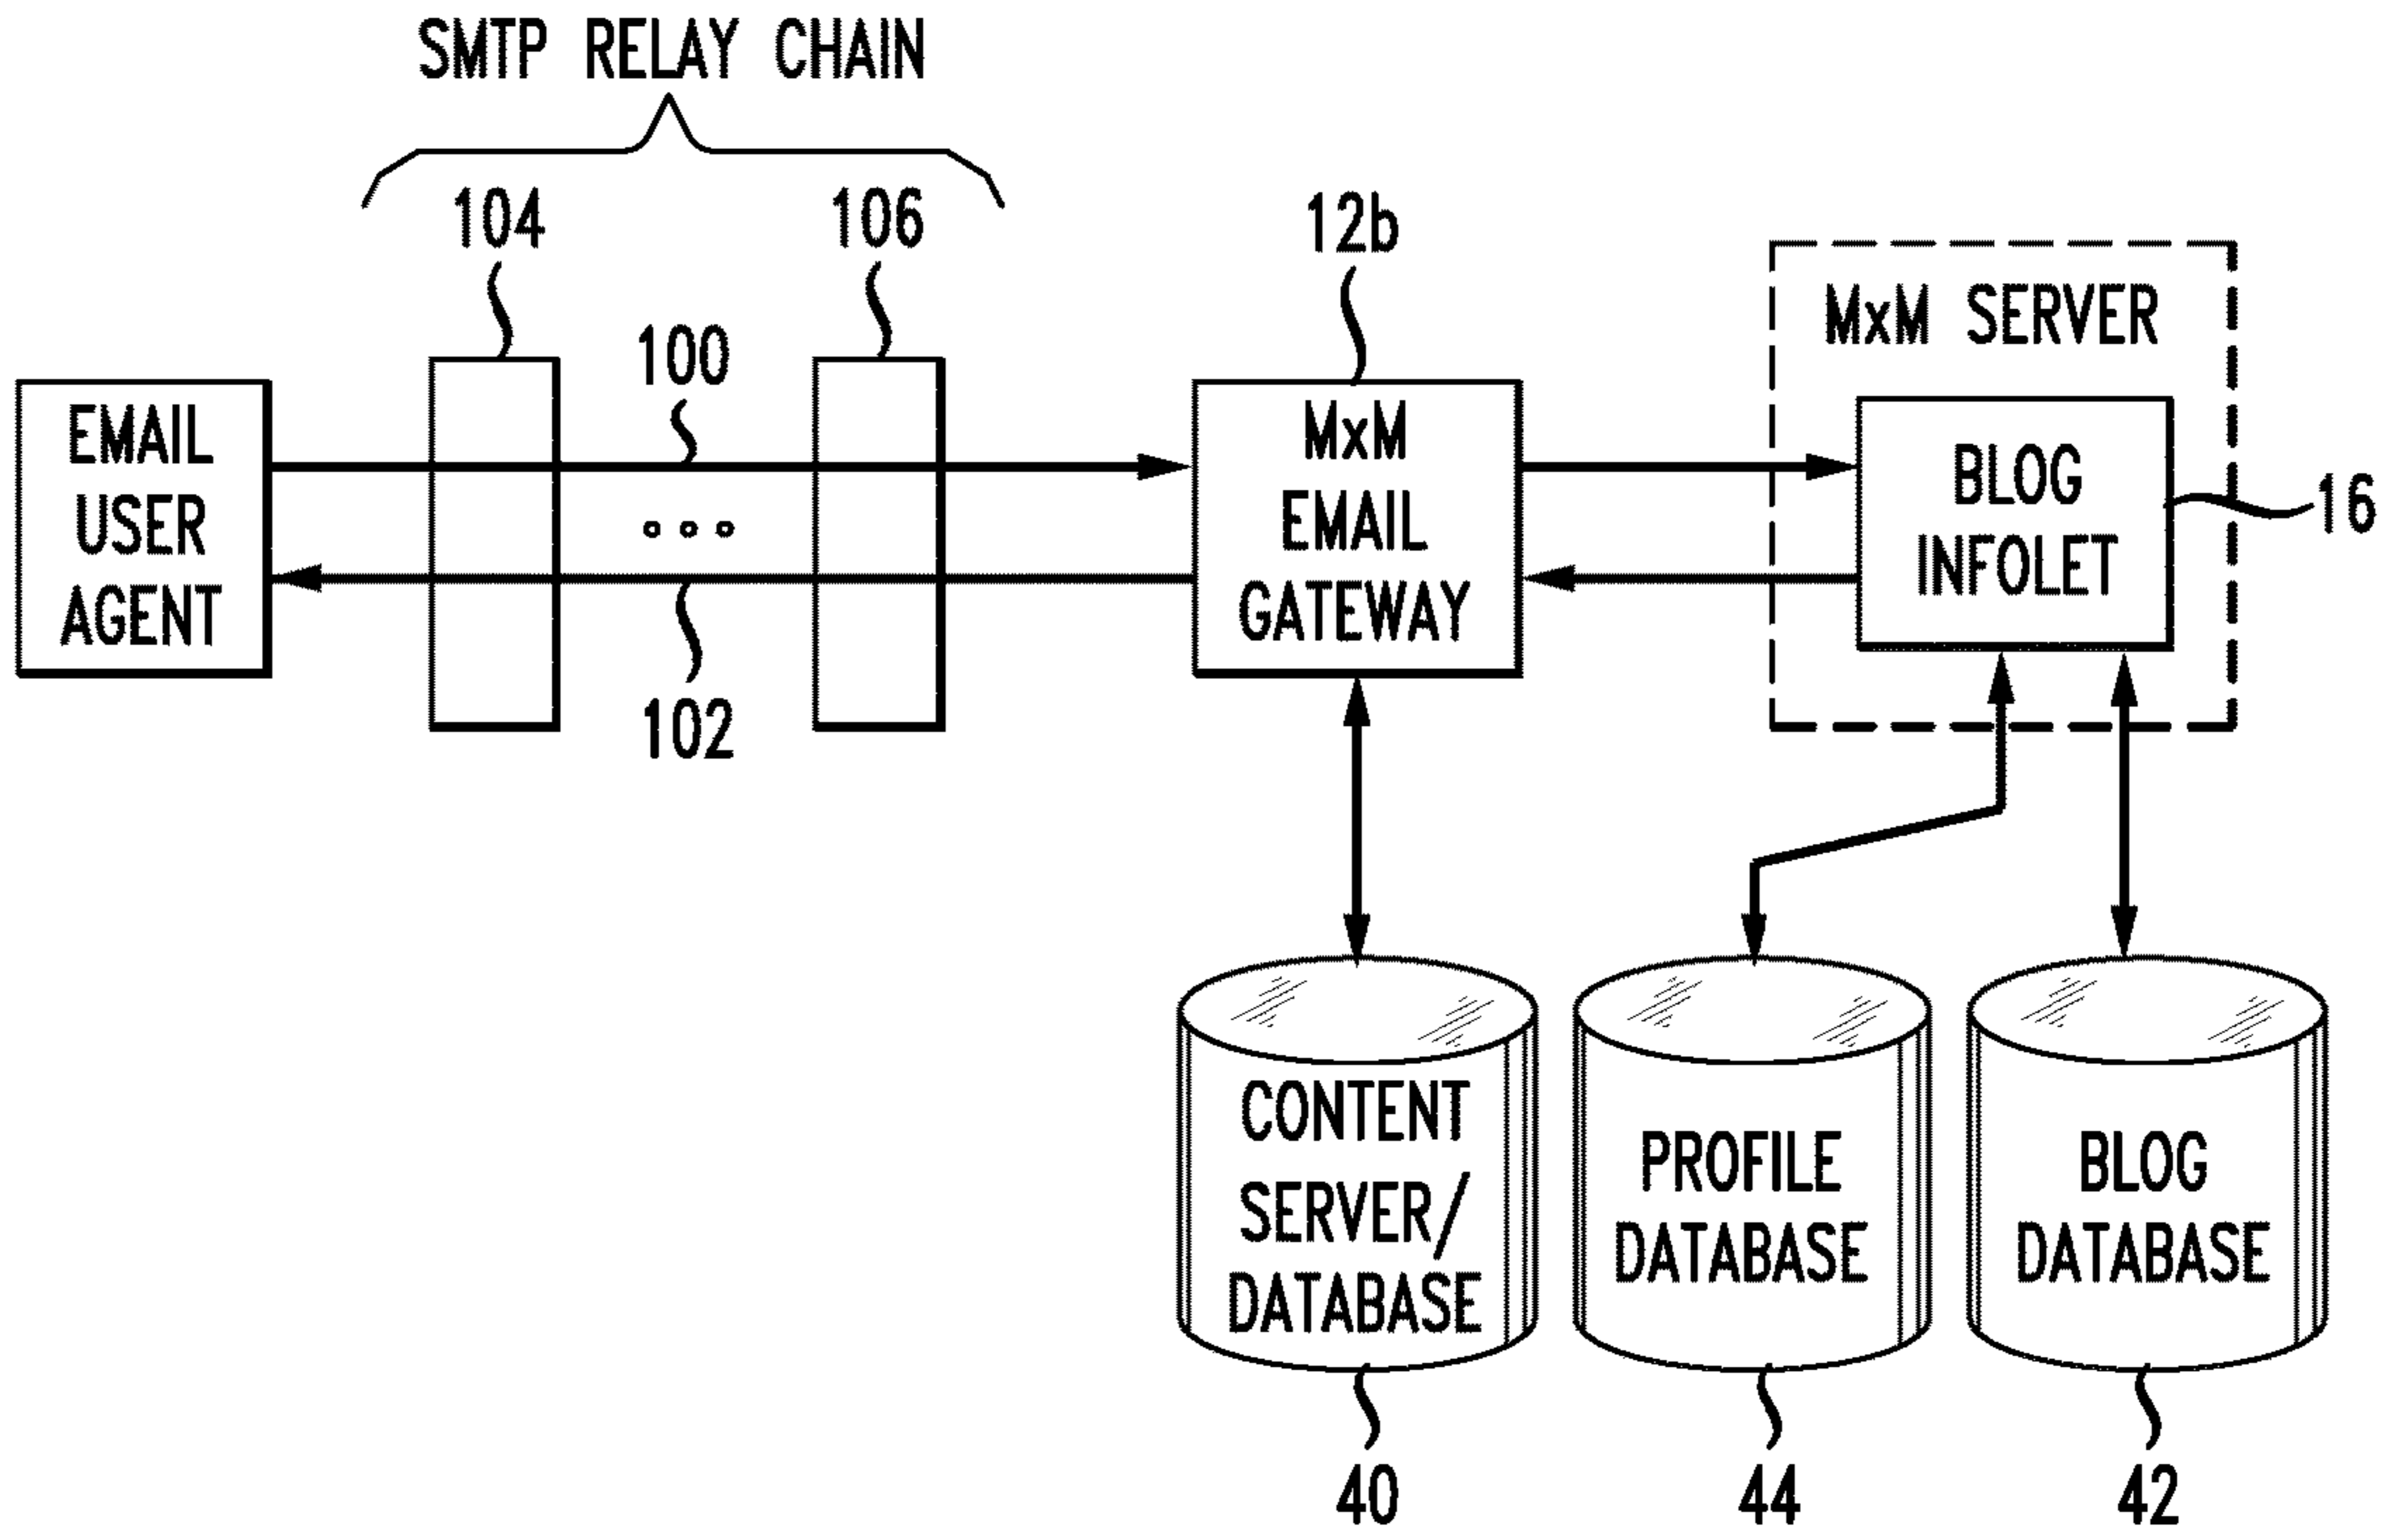 SMTP RELAY CHAIN
104
106
12b
100
MxM SERVER
EMAIL
USER
AGENT
MxM
EMAIL
GATEWAY
BLOG
INFOLET
16
102
CONTENT
SERVER/
DATABASE
PROFILE
DATABASE
BLOG
DATABASE
40
44
42